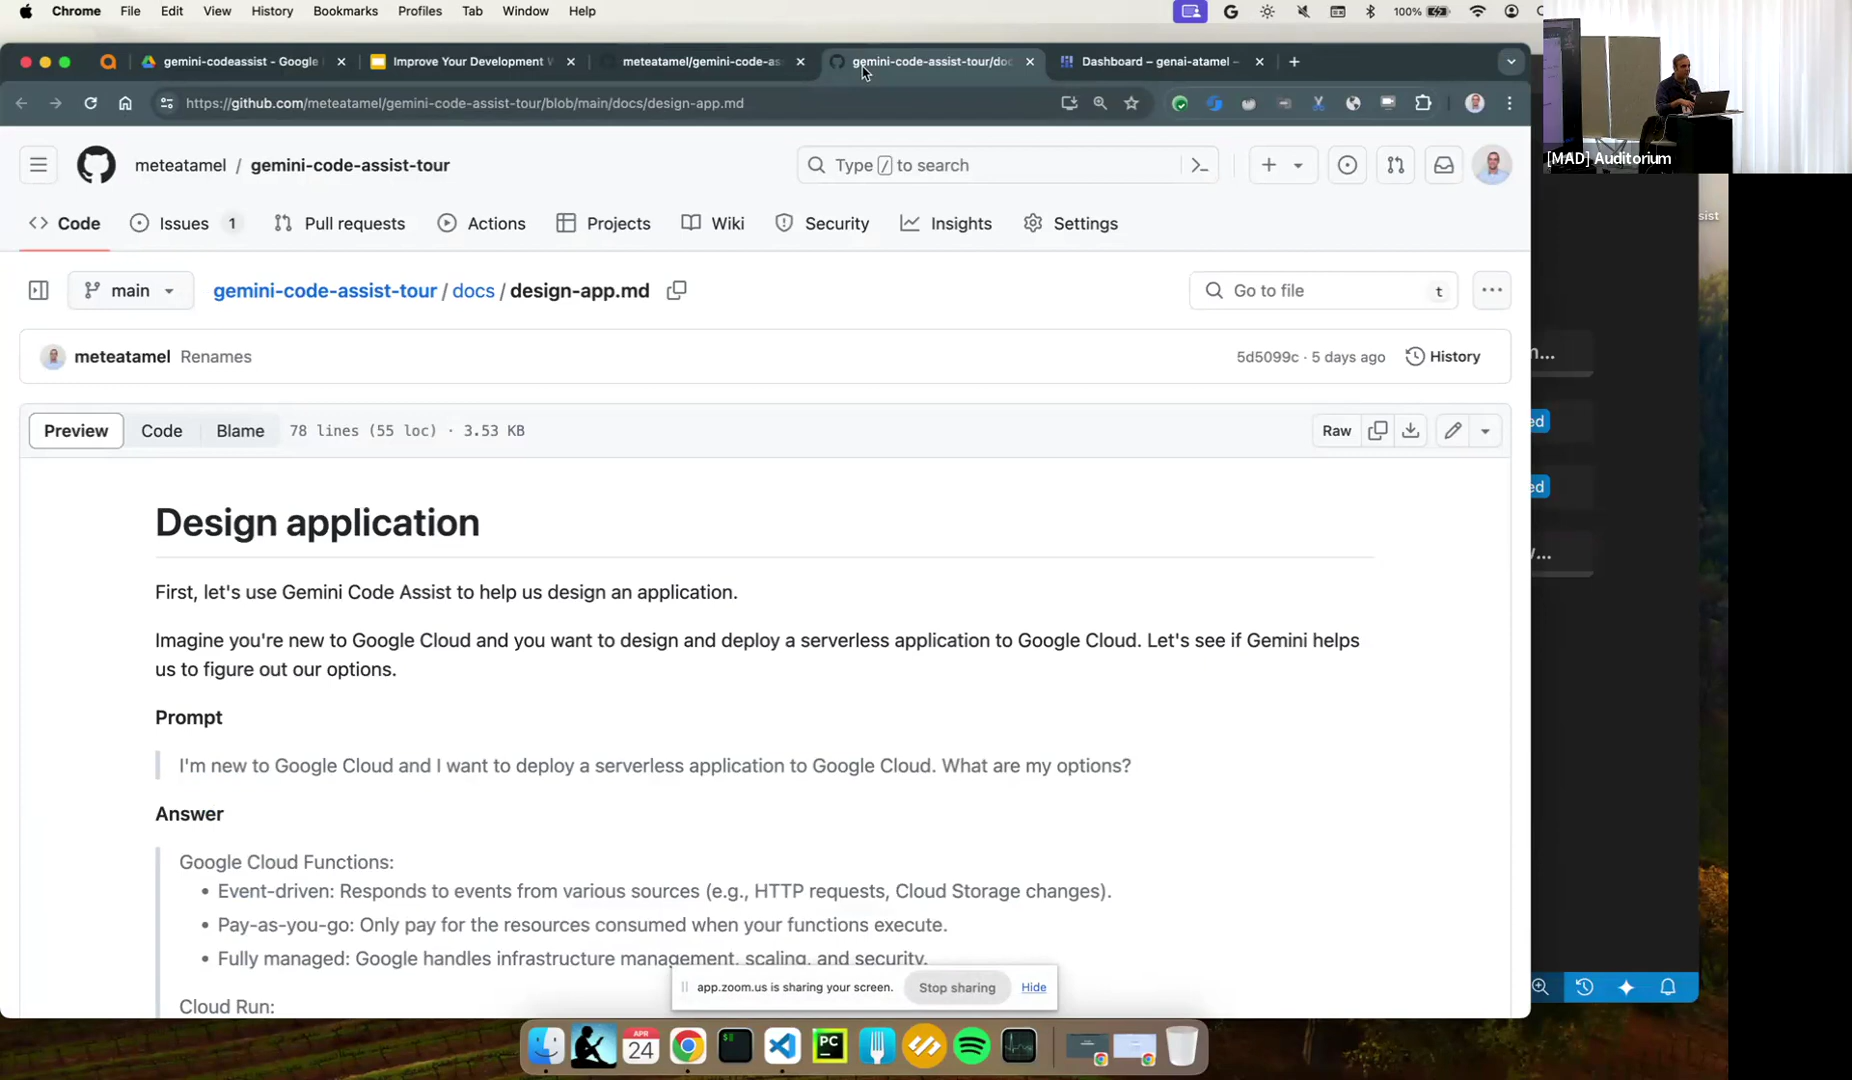 Chrome File Edit View History Bookmarks Profiles Tab Window Help
100%
gemini-codeassist - Google
Improve Your Development W
meteatamel/gemini-code-as
gemini-code-assist-tour/doc
Dashboard – genai-atamel –
https://github.com/meteatamel/gemini-code-assist-tour/blob/main/docs/design-app.md
[MAD] Auditorium
meteatamel / gemini-code-assist-tour
Type / to search
sist
Code
Issues 1
Pull requests
Actions
Projects
Wiki
Security
Insights
Settings
main
gemini-code-assist-tour / docs / design-app.md
Go to file t
meteatamel Renames
5d5099c · 5 days ago
History
Preview Code Blame 78 lines (55 loc) · 3.53 KB
Raw
ed
ed
Design application
First, let's use Gemini Code Assist to help us design an application.
Imagine you're new to Google Cloud and you want to design and deploy a serverless application to Google Cloud. Let's see if Gemini helps
us to figure out our options.
Prompt
I'm new to Google Cloud and I want to deploy a serverless application to Google Cloud. What are my options?
Answer
Google Cloud Functions:
• Event-driven: Responds to events from various sources (e.g., HTTP requests, Cloud Storage changes).
• Pay-as-you-go: Only pay for the resources consumed when your functions execute.
• Fully managed: Google handles infrastructure management, scaling, and security.
Cloud Run:
app.zoom.us is sharing your screen.
Stop sharing
Hide
APR
24
PC